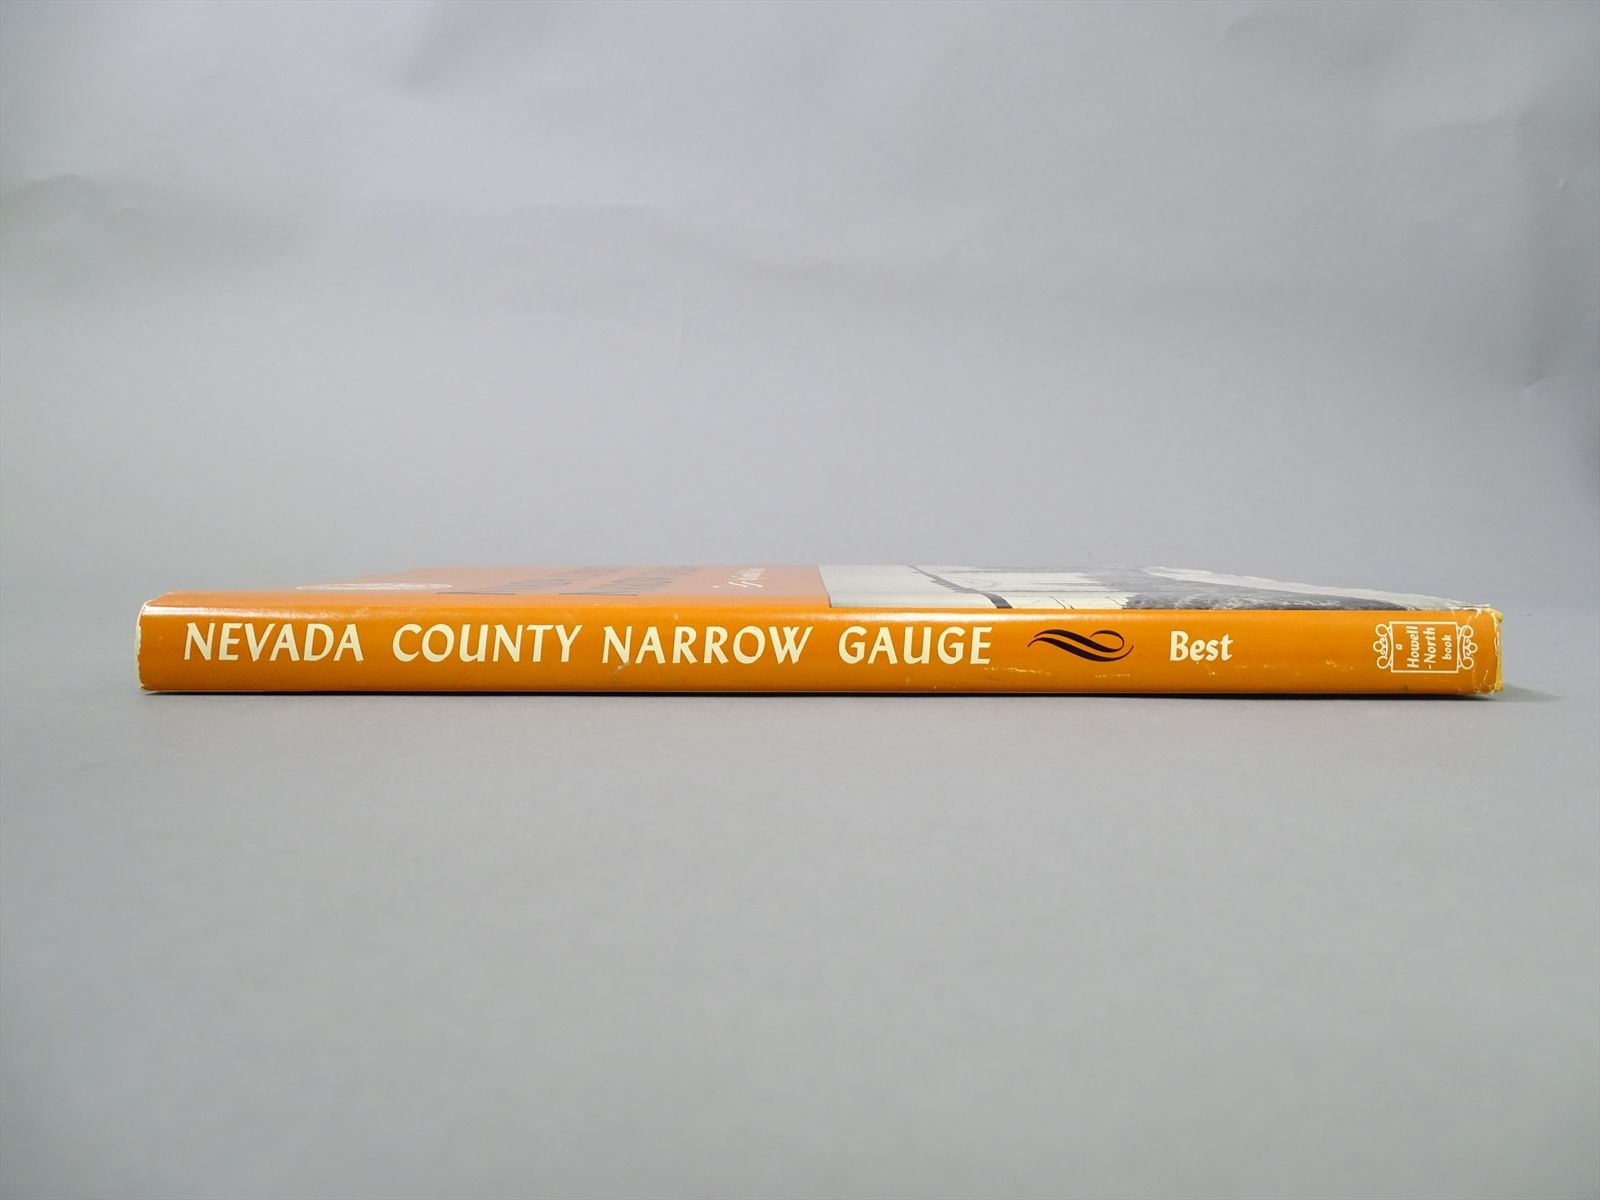 NEVADA COUNTY NARROW GAUGE Best
a
Howell
-North
book